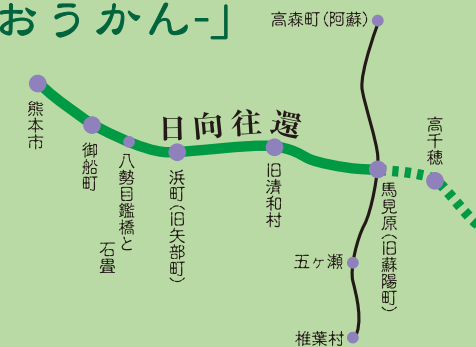 おうかん-」
高森町（阿蘇）
日向往還
熊本市
御船町
八勢目鑑橋と
石畳
浜町（旧矢部町）
旧清和村
馬見原（旧蘇陽町）
高千穂
五ヶ瀬
椎葉村